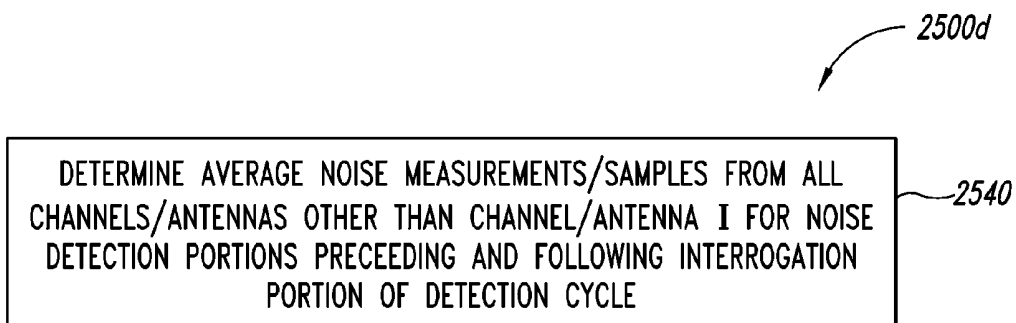 2500d
DETERMINE AVERAGE NOISE MEASUREMENTS/SAMPLES FROM ALL
CHANNELS/ANTENNAS OTHER THAN CHANNEL/ANTENNA I FOR NOISE
DETECTION PORTIONS PRECEEDING AND FOLLOWING INTERROGATION
PORTION OF DETECTION CYCLE
2540